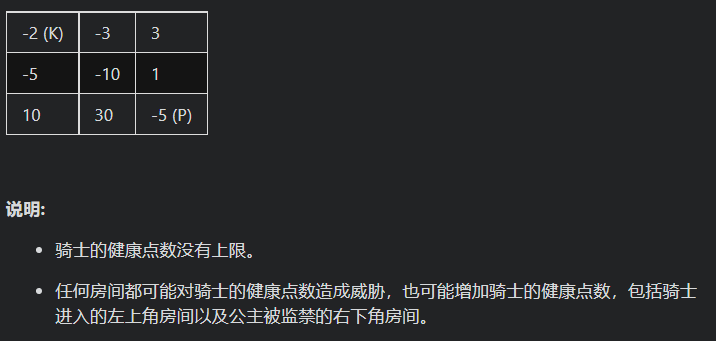 -2 (K) -3 3
-5 -10 1
10 30 -5 (P)
说明:
骑士的健康点数没有上限。
任何房间都可能对骑士的健康点数造成威胁，也可能增加骑士的健康点数，包括骑士
进入的左上角房间以及公主被监禁的右下角房间。